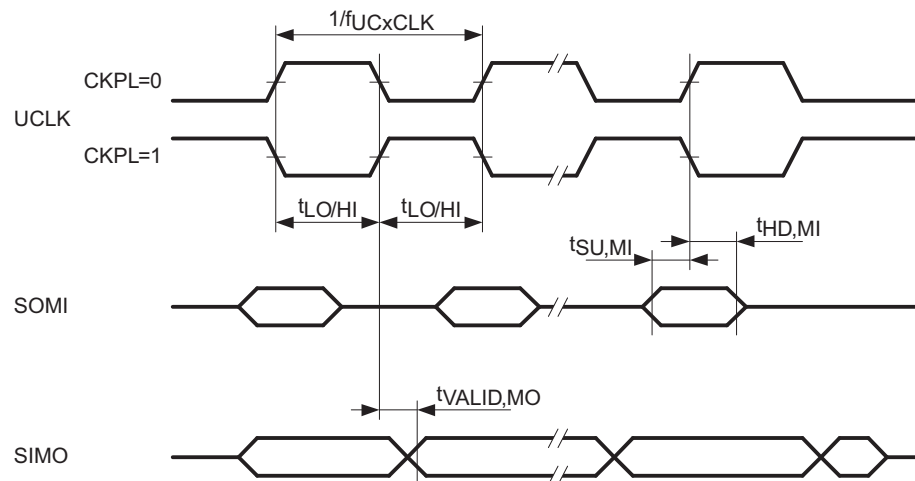 1/fUCxCLK
CKPL=0
UCLK
CKPL=1
tLO/HI tLO/HI
tSU,MI tHD,MI
SOMI
tVALID,MO
SIMO